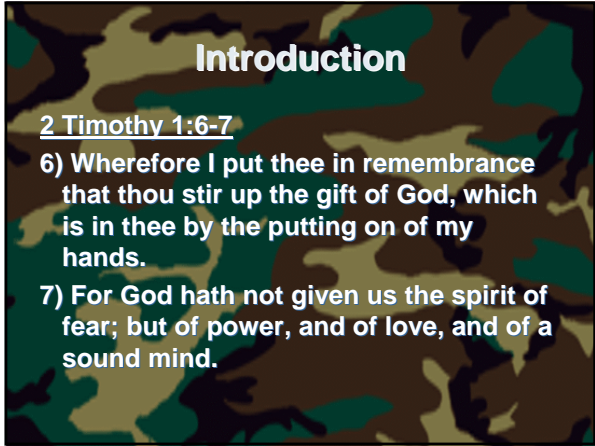 Introduction
2 Timothy 1:6-7
6) Wherefore I put thee in remembrance
that thou stir up the gift of God, which
is in thee by the putting on of my
hands.
7) For God hath not given us the spirit of
fear; but of power, and of love, and of a
sound mind.